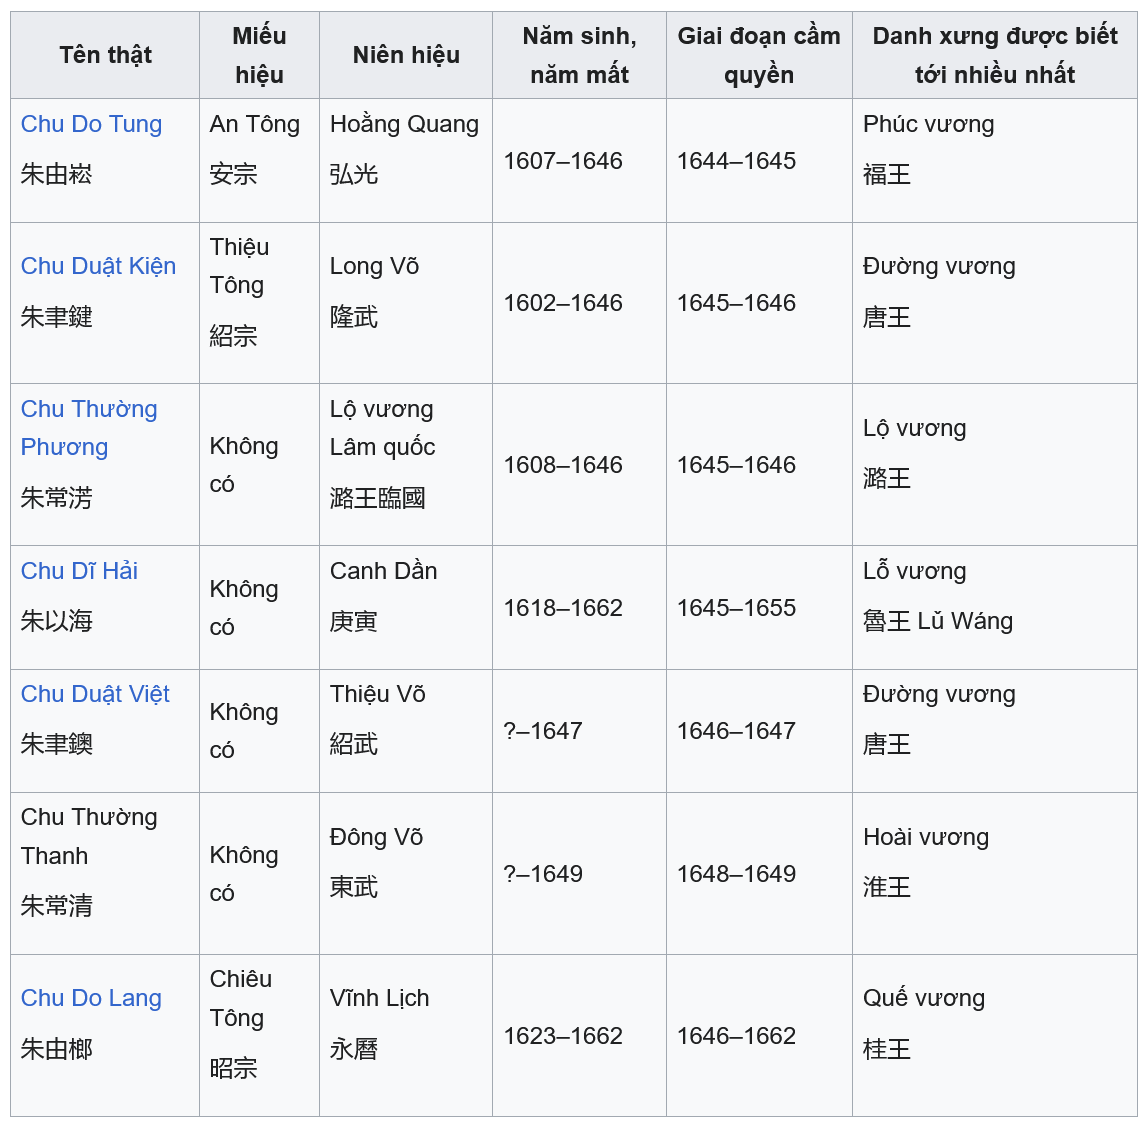 Tên thật
Miếu
hiệu
Niên hiệu
Năm sinh,
năm mất
Giai đoạn cầm
quyền
Danh xưng được biết
tới nhiều nhất
Chu Do Tung
朱由崧
An Tông
安宗
Hoằng Quang
弘光
1607–1646
1644–1645
Phúc vương
福王
Chu Duật Kiện
朱聿鍵
Thiệu
Tông
紹宗
Long Võ
隆武
1602–1646
1645–1646
Đường vương
唐王
Chu Thường
Phương
朱常淓
Không
có
Lộ vương
Lâm quốc
潞王臨國
1608–1646
1645–1646
Lộ vương
潞王
Chu Dĩ Hải
朱以海
Không
có
Canh Dần
庚寅
1618–1662
1645–1655
Lỗ vương
魯王 Lǔ Wáng
Chu Duật Việt
朱聿鐭
Không
có
Thiệu Võ
紹武
?–1647
1646–1647
Đường vương
唐王
Chu Thường
Thanh
朱常清
Không
có
Đông Võ
東武
?–1649
1648–1649
Hoài vương
淮王
Chu Do Lang
朱由榔
Chiêu
Tông
昭宗
Vĩnh Lịch
永曆
1623–1662
1646–1662
Quế vương
桂王